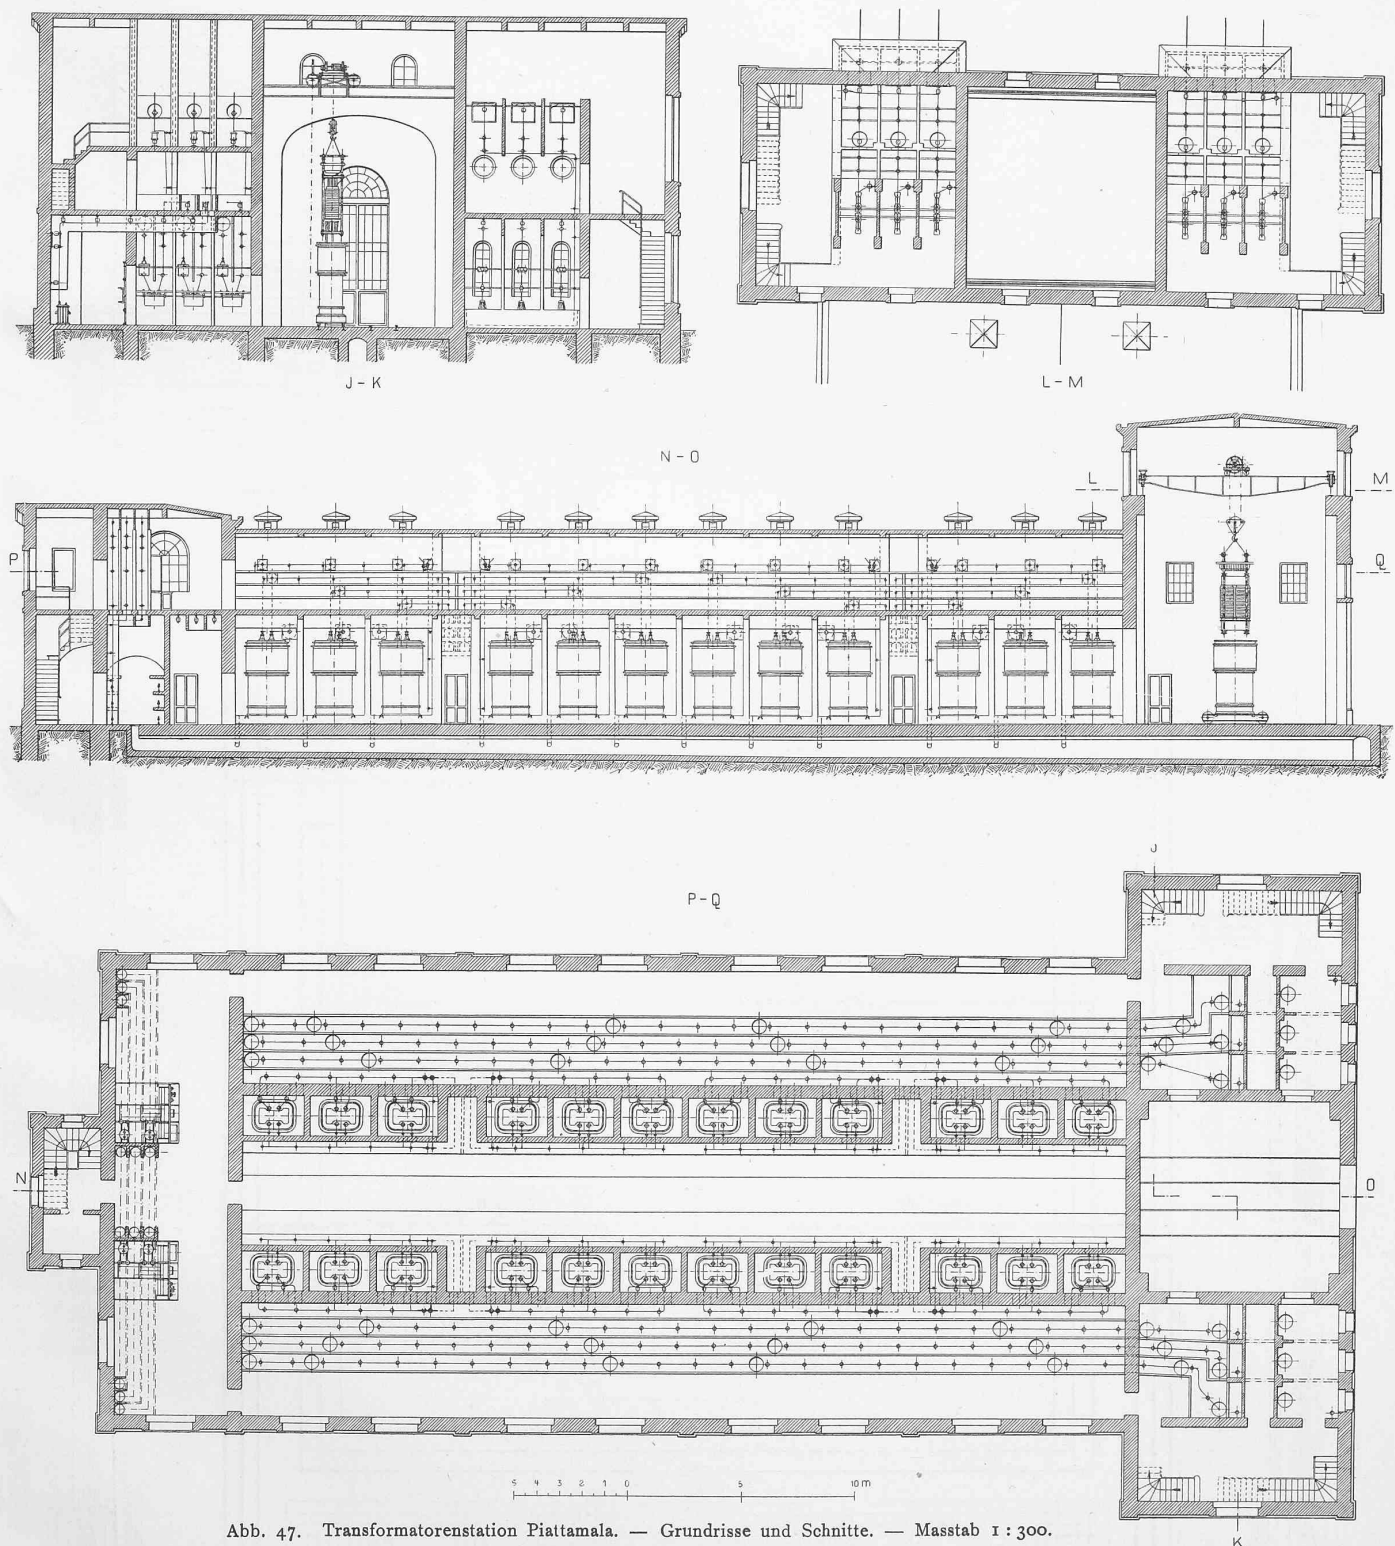 J - K
L - M
N - O
L
M
P
Q
J
P - Q
N
O
5 4 3 2 1 0 5 10 m
Abb. 47. Transformatorenstation Piattamala. — Grundrisse und Schnitte. — Masstab 1 : 300.
K